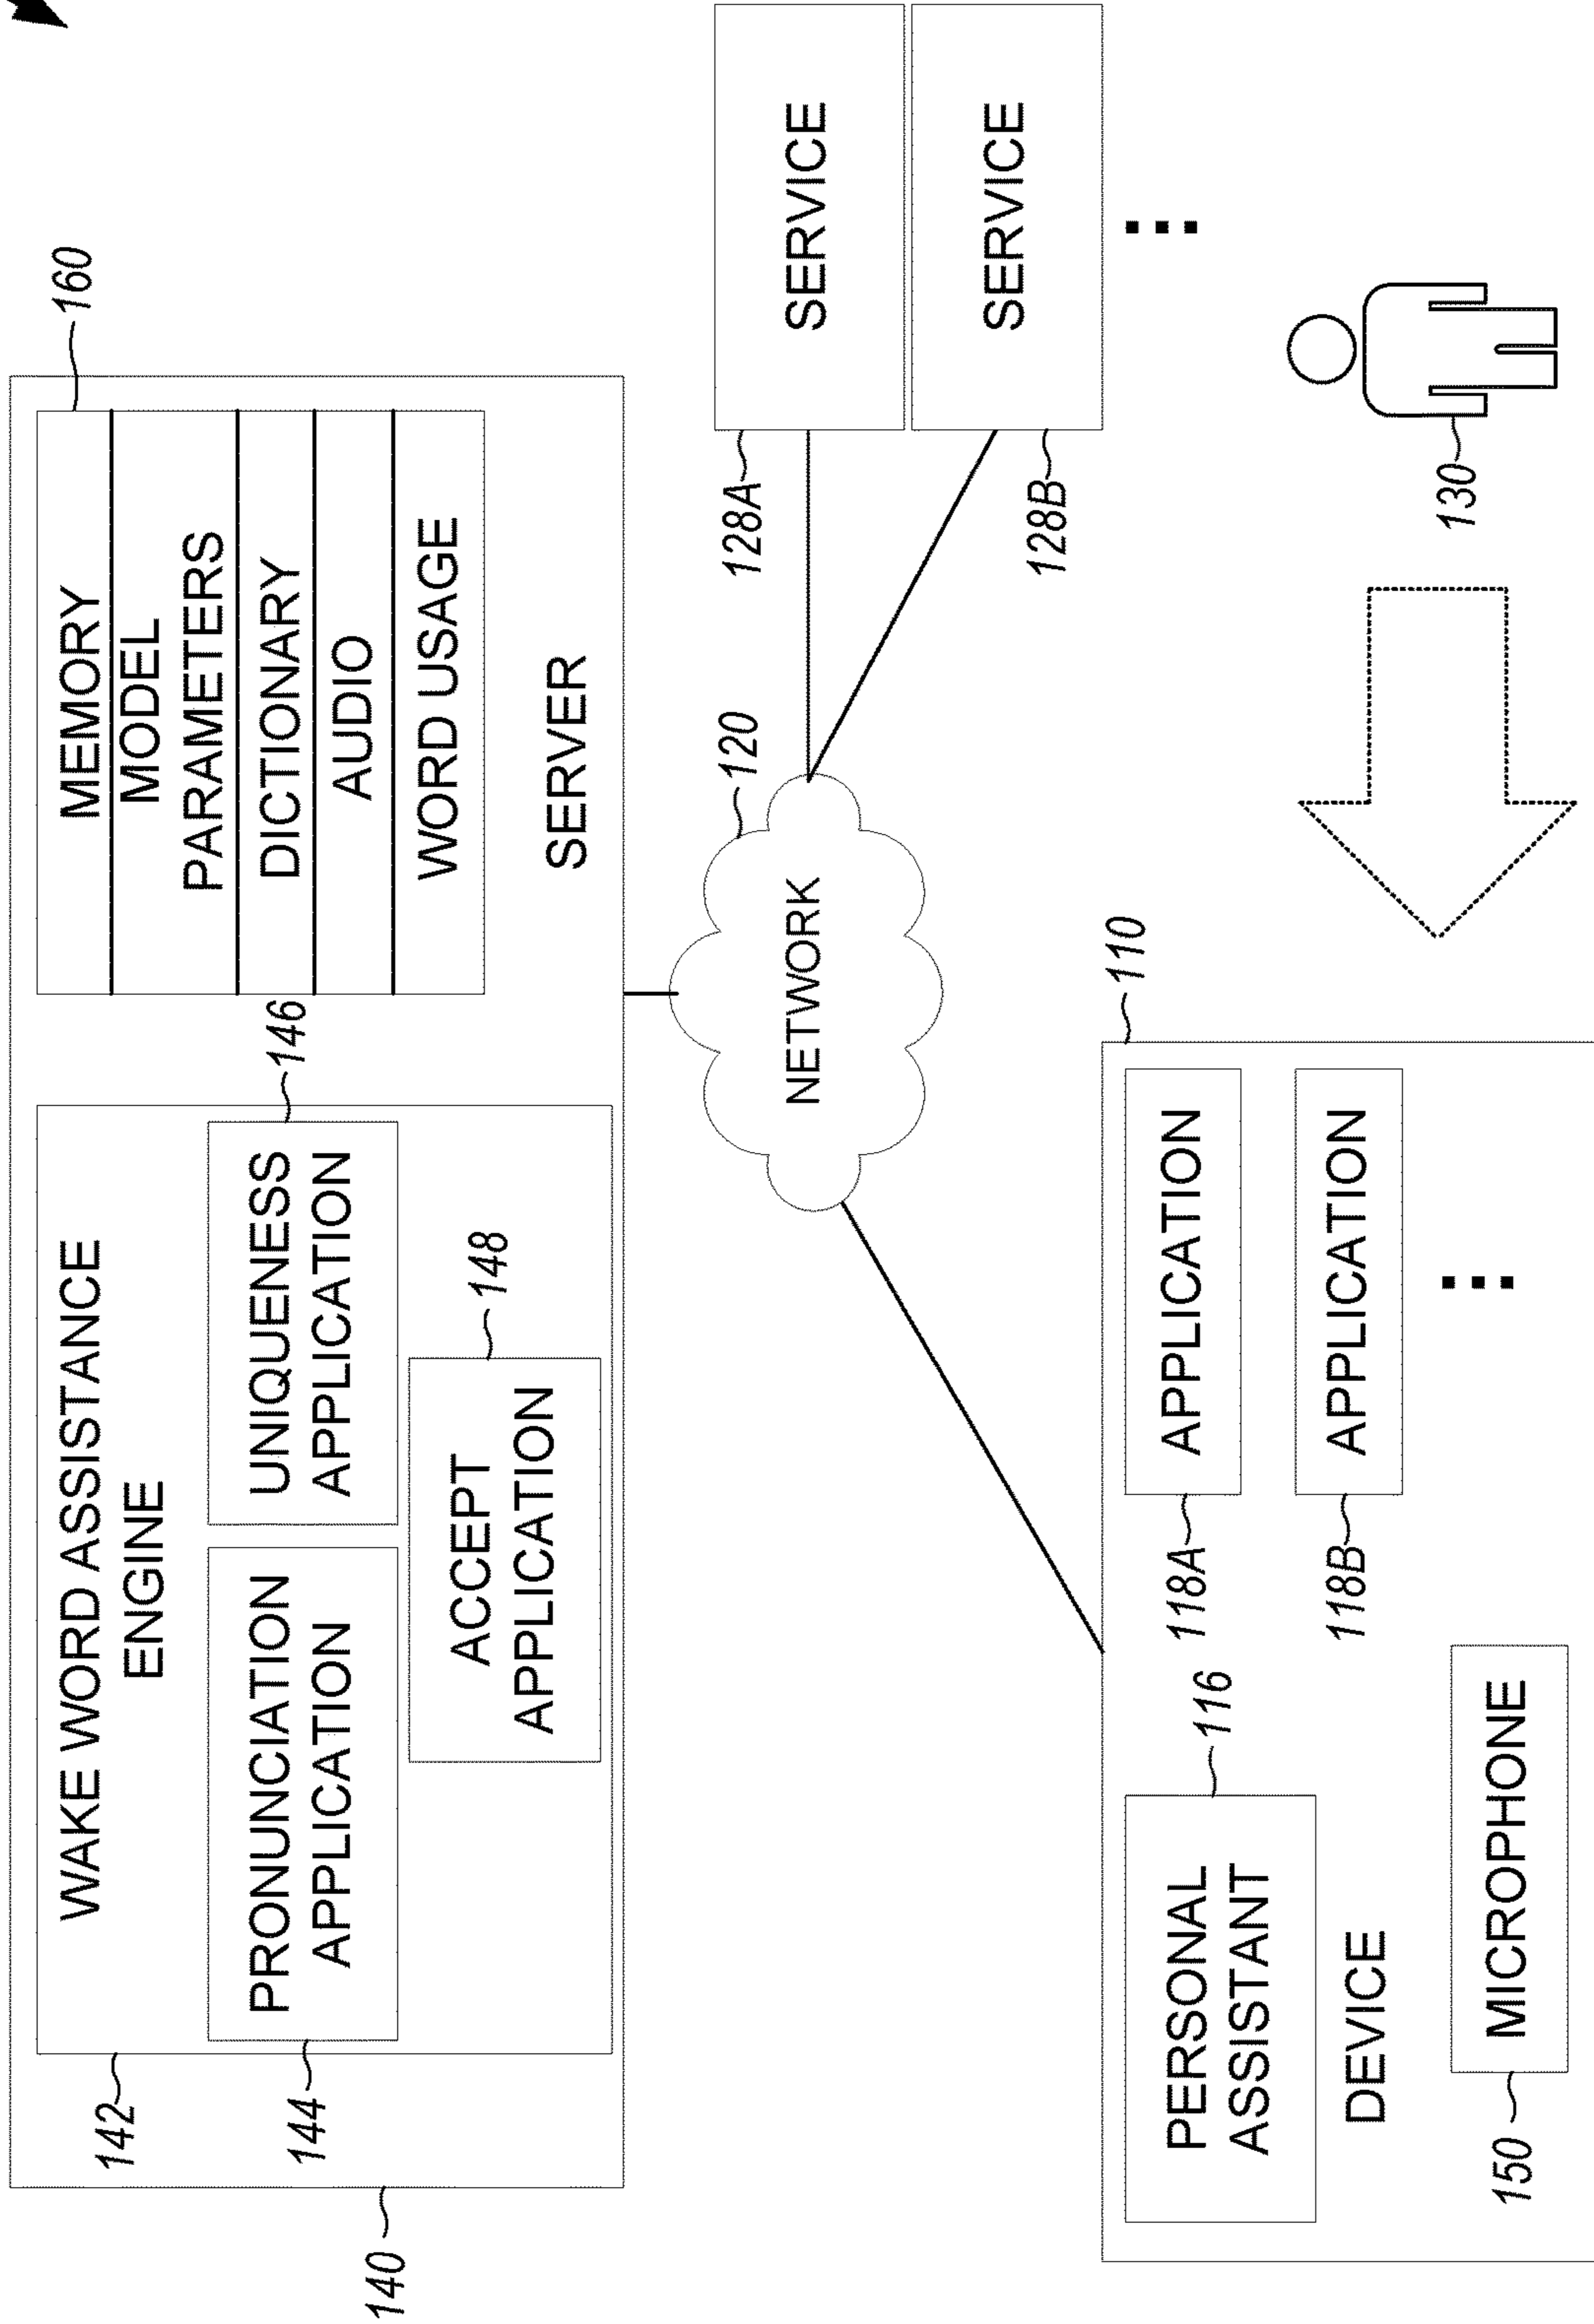 140
142
WAKE WORD ASSISTANCE
ENGINE
144
PRONUNCIATION
APPLICATION
146
UNIQUENESS
APPLICATION
148
ACCEPT
APPLICATION
160
MEMORY
MODEL
PARAMETERS
DICTIONARY
AUDIO
WORD USAGE
SERVER
120
NETWORK
128A
SERVICE
128B
SERVICE
110
116
PERSONAL
ASSISTANT
DEVICE
118A
APPLICATION
118B
APPLICATION
150
MICROPHONE
130